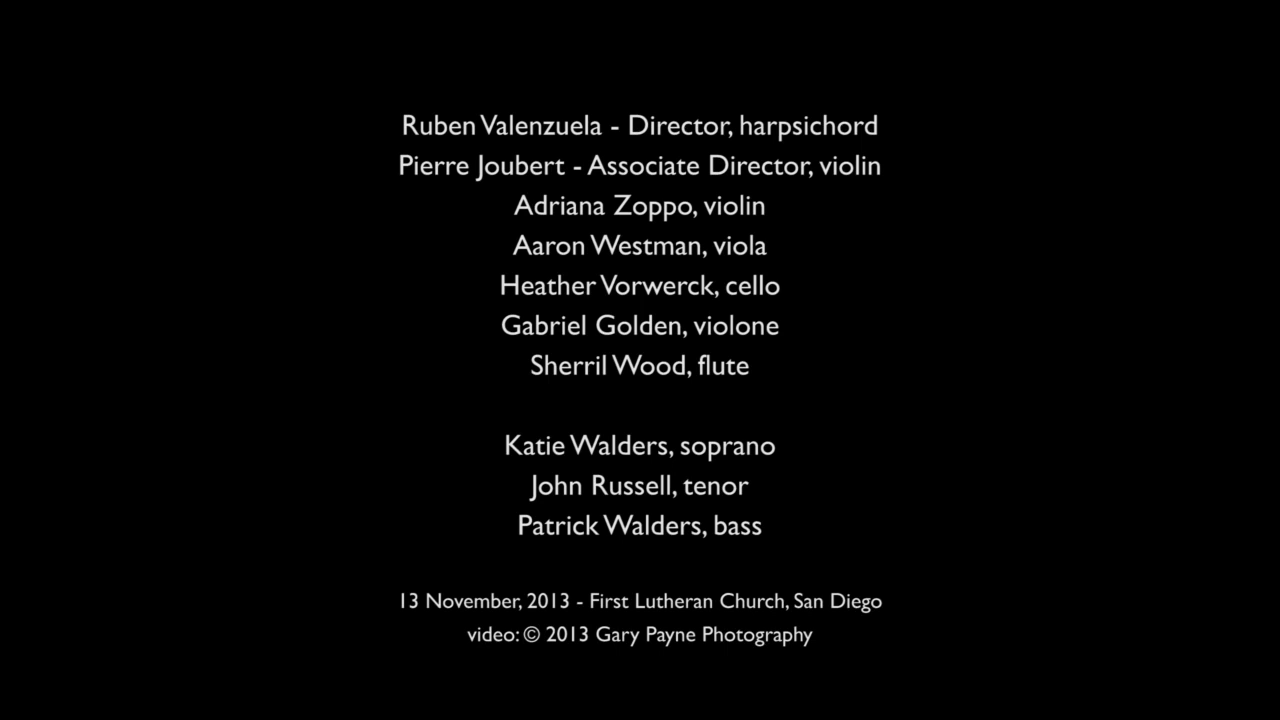 Ruben Valenzuela - Director, harpsichord
Pierre Joubert - Associate Director, violin
Adriana Zoppo, violin
Aaron Westman, viola
Heather Vorwerck, cello
Gabriel Golden, violone
Sherril Wood, flute
Katie Walders, soprano
John Russell, tenor
Patrick Walders, bass
13 November, 2013 - First Lutheran Church, San Diego
video: © 2013 Gary Payne Photography